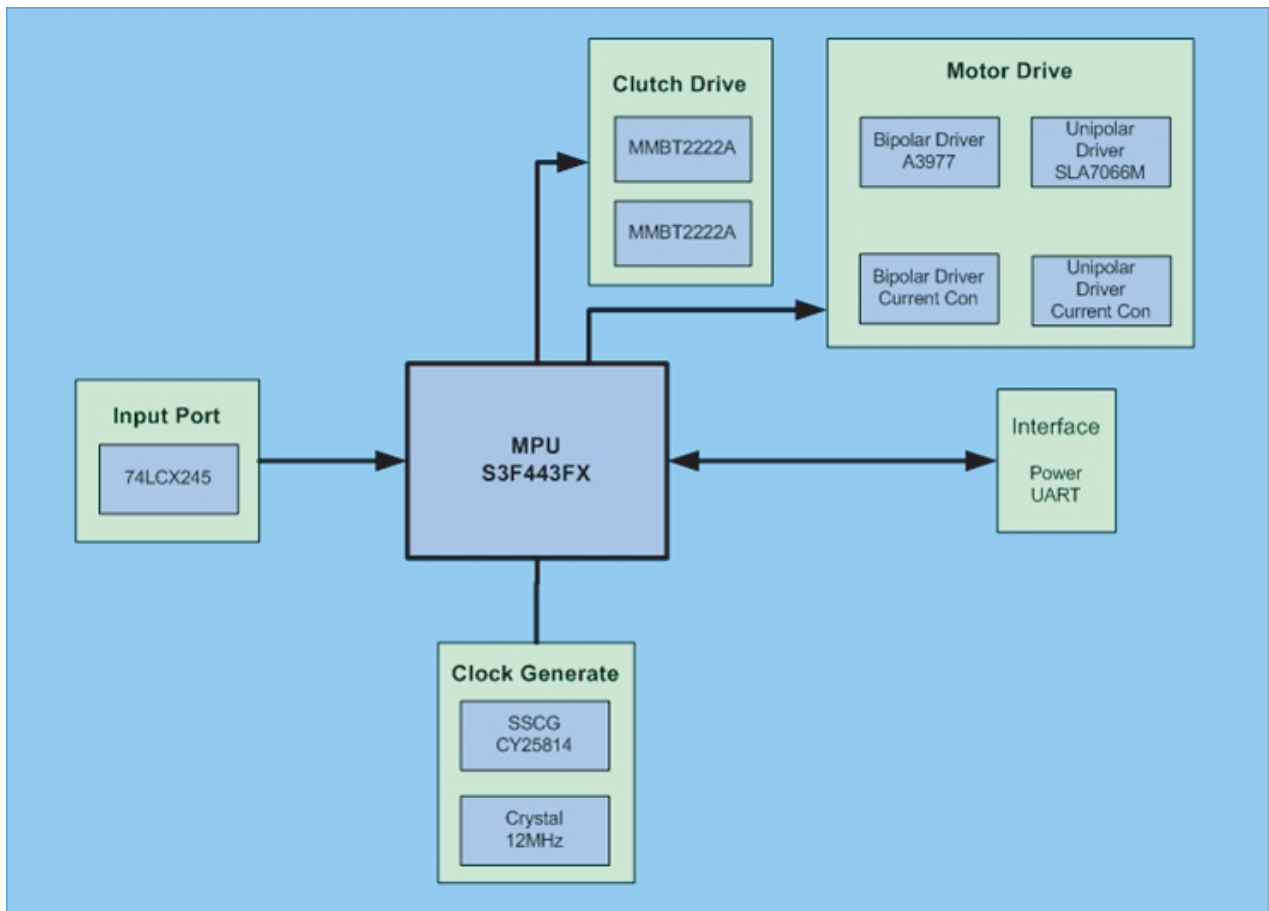 Clutch Drive
MMBT2222A
MMBT2222A
Motor Drive
Bipolar Driver
A3977
Unipolar
Driver
SLA7066M
Bipolar Driver
Current Con
Unipolar
Driver
Current Con
Input Port
74LCX245
MPU
S3F443FX
Interface
Power
UART
Clock Generate
SSCG
CY25814
Crystal
12MHz